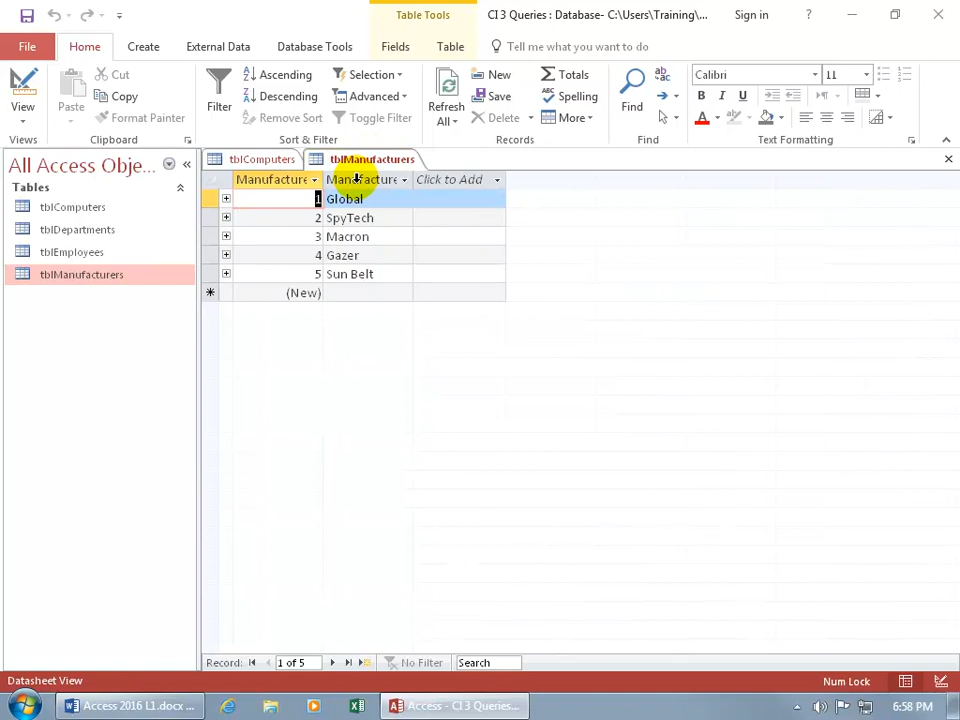 Table Tools
CI 3 Queries : Database- C:\Users\Training\...
Sign in
?
File
Home
Create
External Data
Database Tools
Fields
Table
Tell me what you want to do
View
Paste
Cut
Copy
Format Painter
Filter
Ascending
Descending
Remove Sort
Selection
Advanced
Toggle Filter
Refresh
All
New
Save
Delete
Totals
Spelling
More
Find
Calibri
11
B I U
Views
Clipboard
Sort & Filter
Records
Find
Text Formatting
All Access Obje...
Tables
tblComputers
tblDepartments
tblEmployees
tblManufacturers
tblComputers
tblManufacturers
Manufacture
Manufacture
Click to Add
1 Global
2 SpyTech
3 Macron
4 Gazer
5 Sun Belt
(New)
Record:
1 of 5
No Filter
Search
Datasheet View
Num Lock
Access 2016 L1.docx ...
Access - CI 3 Queries...
6:58 PM